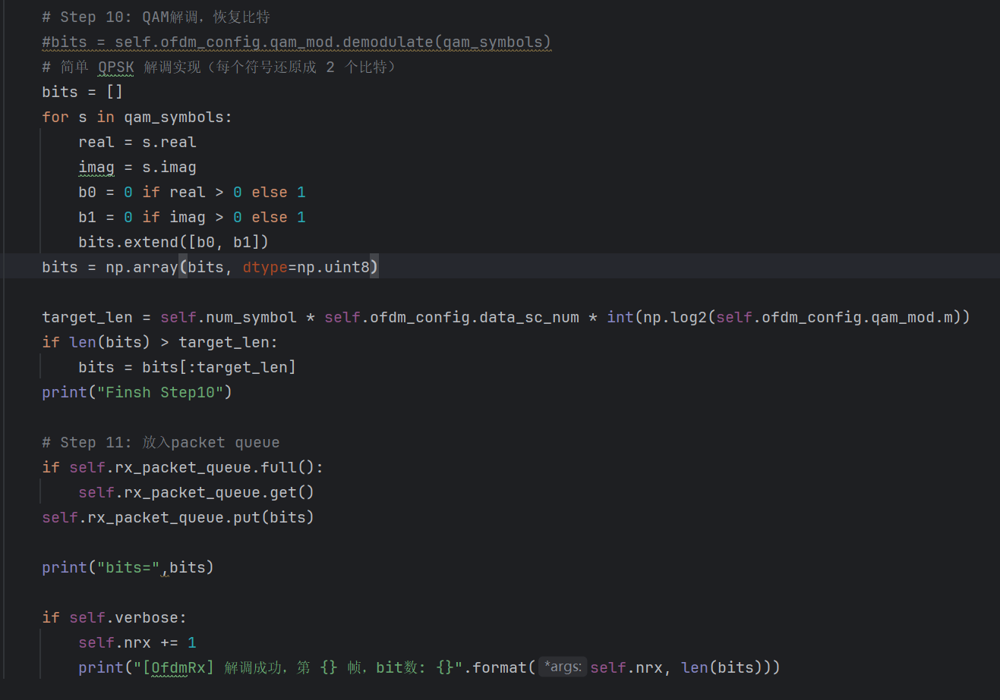 # Step 10: QAM解调，恢复比特
#bits = self.ofdm_config.qam_mod.demodulate(qam_symbols)
# 简单 QPSK 解调实现（每个符号还原成 2 个比特）
bits = []
for s in qam_symbols:
    real = s.real
    imag = s.imag
    b0 = 0 if real > 0 else 1
    b1 = 0 if imag > 0 else 1
    bits.extend([b0, b1])
bits = np.array(bits, dtype=np.uint8)
target_len = self.num_symbol * self.ofdm_config.data_sc_num * int(np.log2(self.ofdm_config.qam_mod.m))
if len(bits) > target_len:
    bits = bits[:target_len]
print("Finsh Step10")
# Step 11: 放入packet queue
if self.rx_packet_queue.full():
    self.rx_packet_queue.get()
self.rx_packet_queue.put(bits)
print("bits=",bits)
if self.verbose:
    self.nrx += 1
    print("[OfdmRx] 解调成功，第 {} 帧，bit数: {}".format( *args: self.nrx, len(bits)))